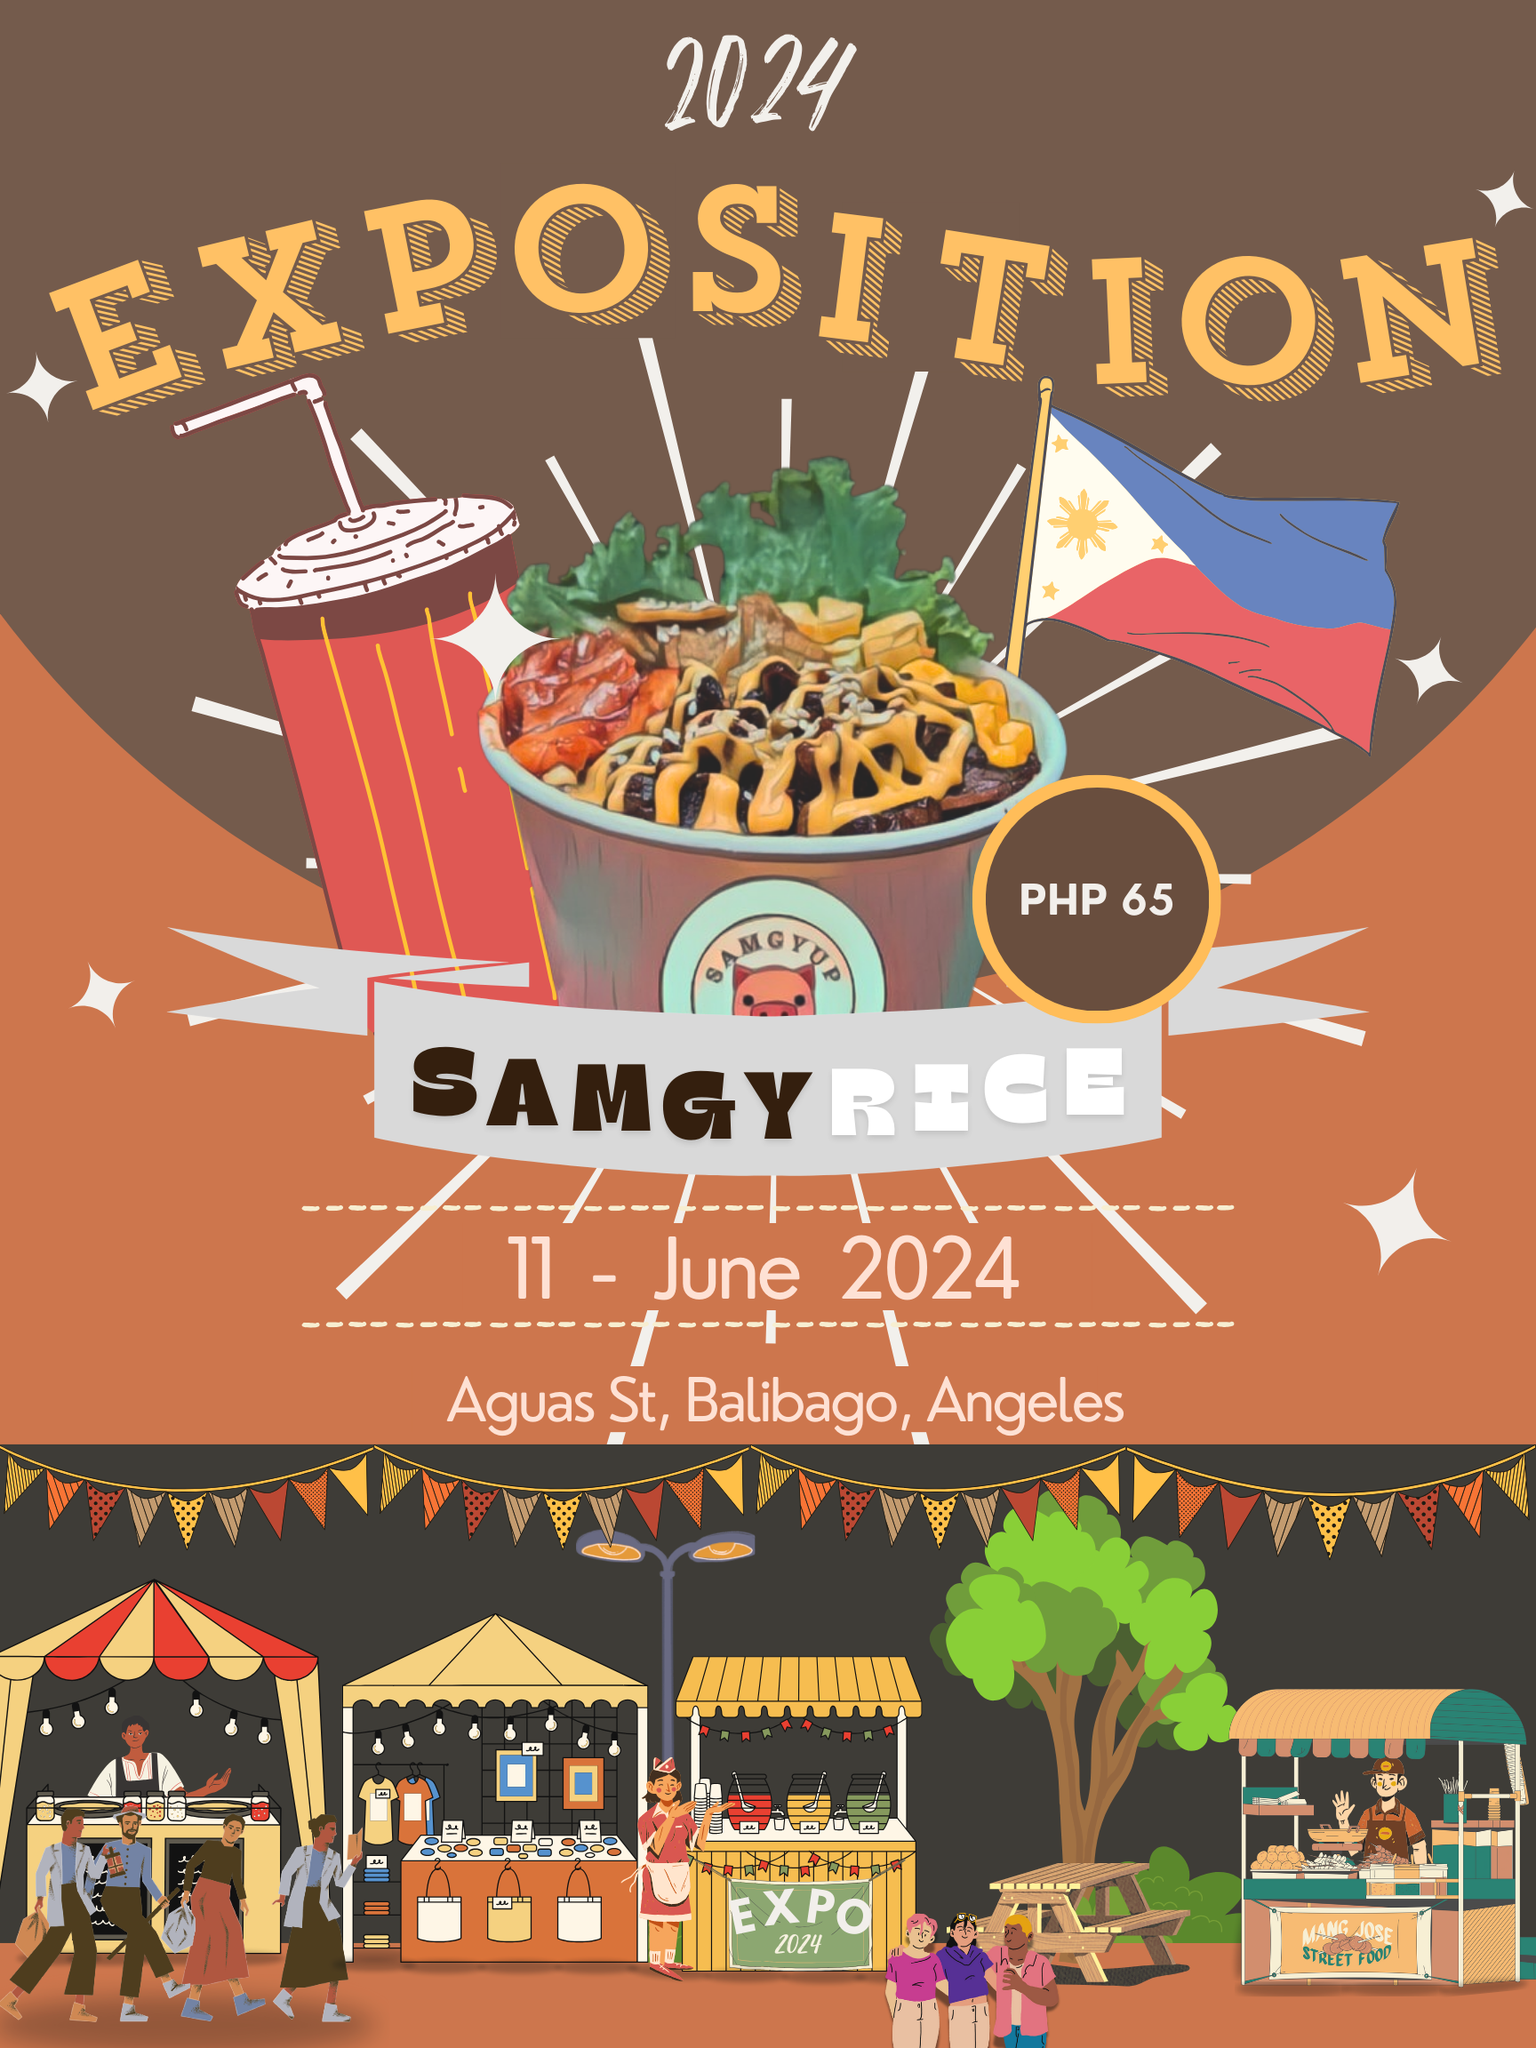 2024
EXPOSITION
SAMGYUP
PHP 65
SAMGYRICE
11 - June 2024
Aguas St, Balibago, Angeles
EXPO
2024
MANG JOSE
STREET FOOD